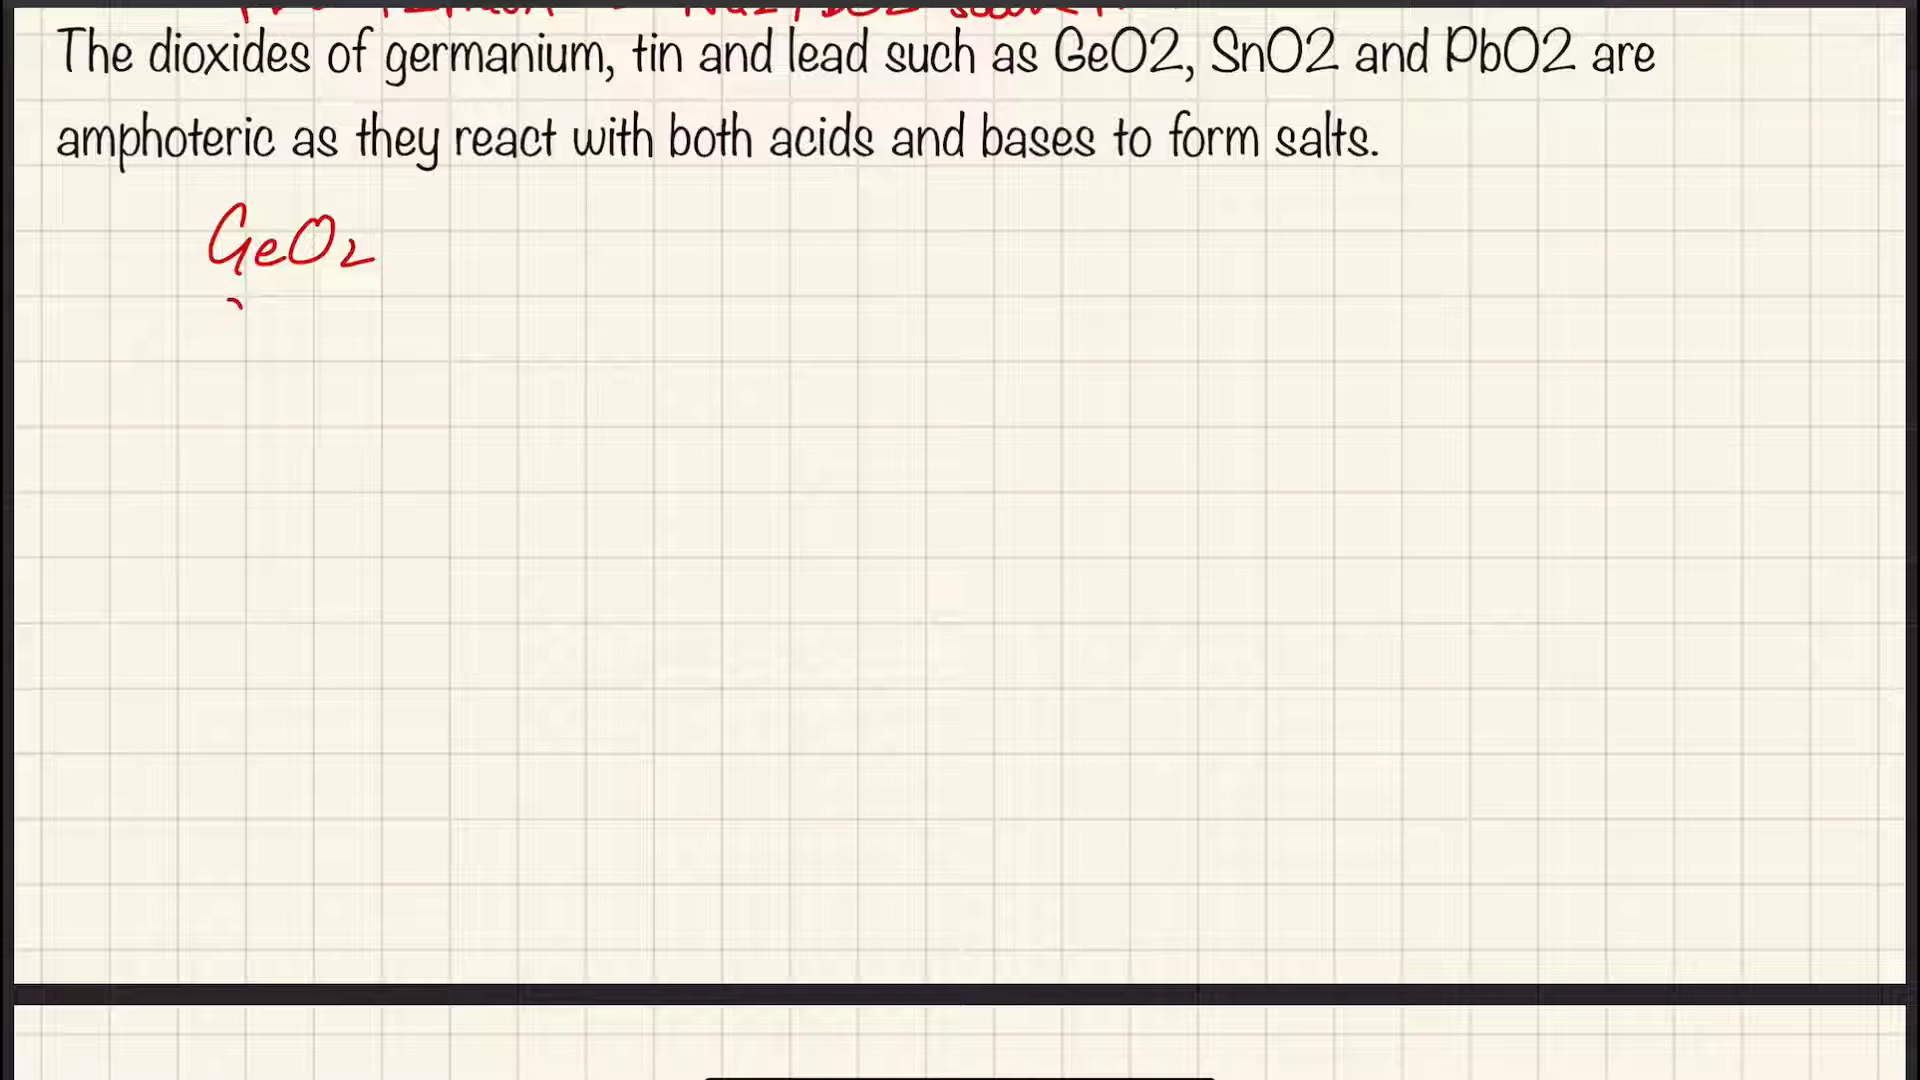 The dioxides of germanium, tin and lead such as GeO2, SnO2 and PbO2 are
amphoteric as they react with both acids and bases to form salts.
GeO2